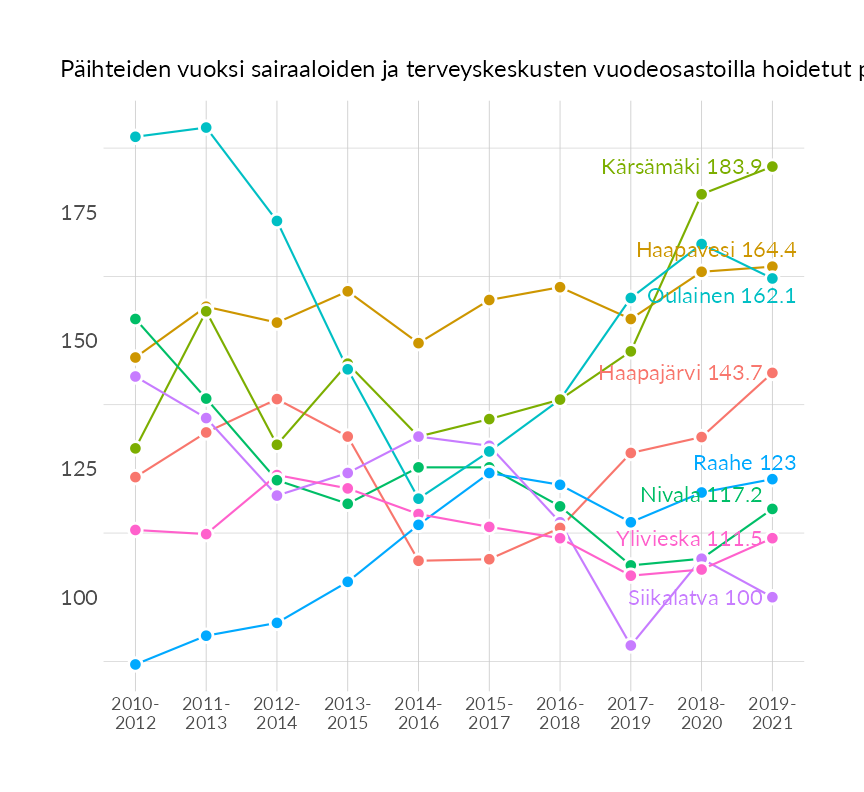 Päihteiden vuoksi sairaaloiden ja terveyskeskusten vuodeosastoilla hoidetut
Kärsämäki 183.9
175
Haapavesi 164.4
Oulainen 162.1
150
Haapajärvi 143.7
125
Raahe 123
Nivala 117.2
Ylivieska 111.5
100
Siikalatva 100
2010-2012
2011-2013
2012-2014
2013-2015
2014-2016
2015-2017
2016-2018
2017-2019
2018-2020
2019-2021